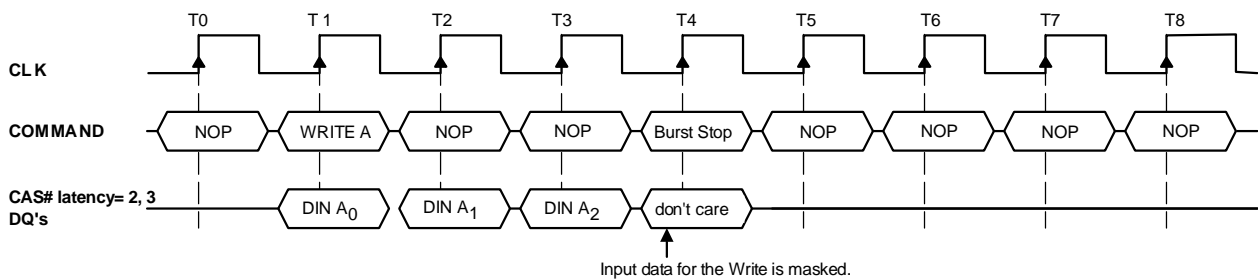 T0 T 1 T2 T3 T4 T5 T6 T7 T8
CLK
COMMAND NOP WRITE A NOP NOP Burst Stop NOP NOP NOP NOP
CAS# latency= 2, 3
DQ's DIN A0 DIN A1 DIN A2 don't care
Input data for the Write is masked.